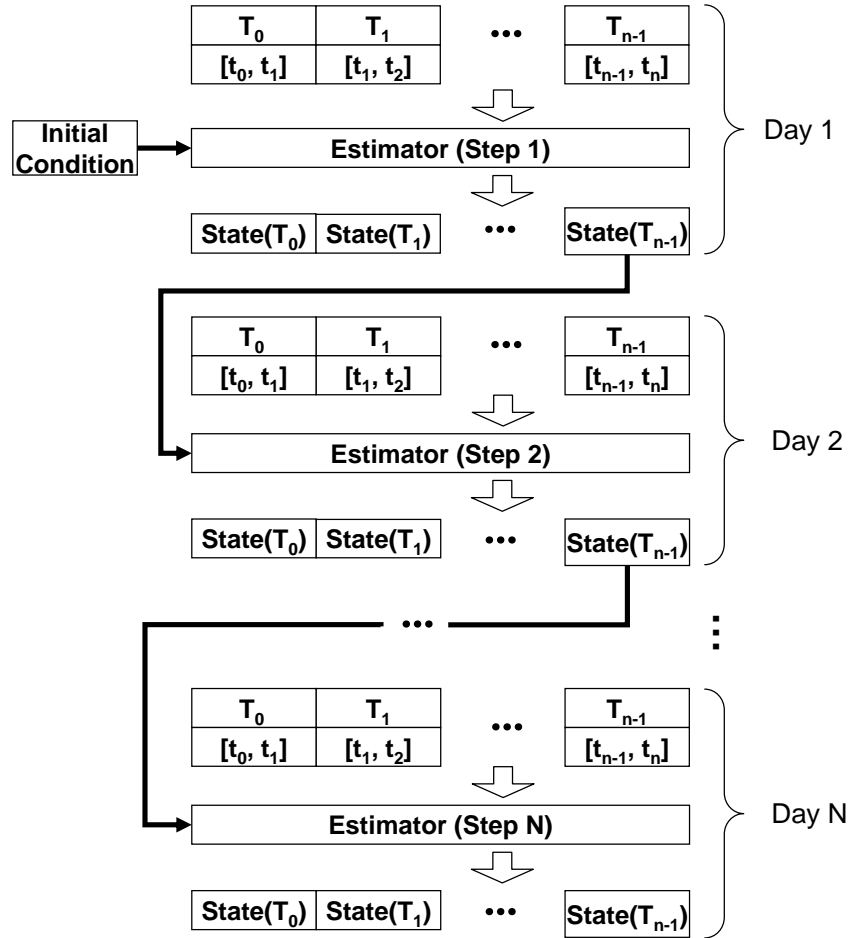 T0 T1 ... Tn-1
[t0, t1] [t1, t2] [tn-1, tn]
Day 1
Initial
Condition
Estimator (Step 1)
State(T0) State(T1) ... State(Tn-1)
T0 T1 ... Tn-1
[t0, t1] [t1, t2] [tn-1, tn]
Day 2
Estimator (Step 2)
State(T0) State(T1) ... State(Tn-1)
...
T0 T1 ... Tn-1
[t0, t1] [t1, t2] [tn-1, tn]
Day N
Estimator (Step N)
State(T0) State(T1) ... State(Tn-1)